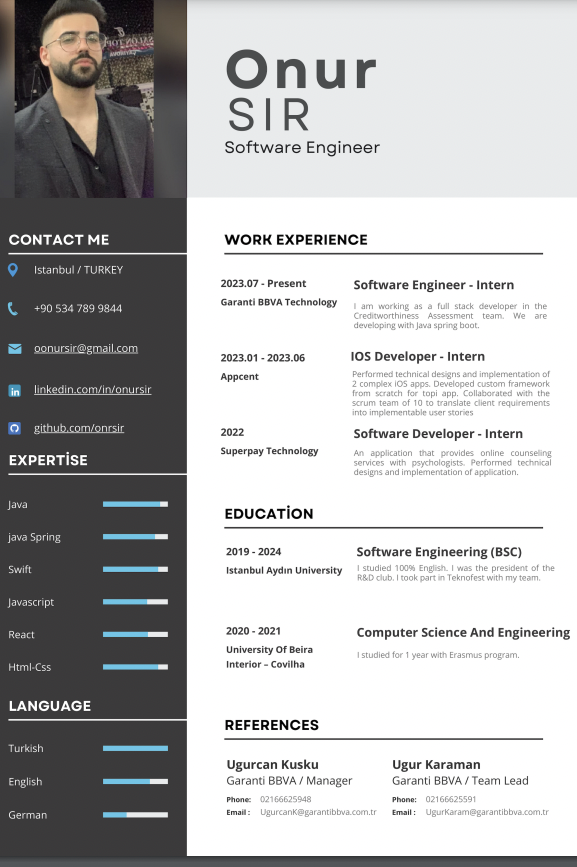 Onur
SIR
Software Engineer
CONTACT ME
Istanbul / TURKEY
+90 534 789 9844
oonursir@gmail.com
linkedin.com/in/onursir
github.com/onrsir
EXPERTİSE
Java
java Spring
Swift
Javascript
React
Html-Css
LANGUAGE
Turkish
English
German
WORK EXPERIENCE
2023.07 - Present
Garanti BBVA Technology
Software Engineer - Intern
I am working as a full stack developer in the
Creditworthiness Assessment team. We are
developing with Java spring boot.
2023.01 - 2023.06
Appcent
IOS Developer - Intern
Performed technical designs and implementation of
2 complex iOS apps. Developed custom framework
from scratch for topi app. Collaborated with the
scrum team of 10 to translate client requirements
into implementable user stories
2022
Superpay Technology
Software Developer - Intern
An application that provides online counseling
services with psychologists. Performed technical
designs and implementation of application.
EDUCATİON
2019 - 2024
Istanbul Aydın University
Software Engineering (BSC)
I studied 100% English. I was the president of the
R&D club. I took part in Teknofest with my team.
2020 - 2021
University Of Beira
Interior – Covilha
Computer Science And Engineering
I studied for 1 year with Erasmus program.
REFERENCES
Ugurcan Kusku
Garanti BBVA / Manager
Phone: 02166625948
Email : UgurcanK@garantibbva.com.tr
Ugur Karaman
Garanti BBVA / Team Lead
Phone: 02166625591
Email : UgurKaram@garantibbva.com.tr